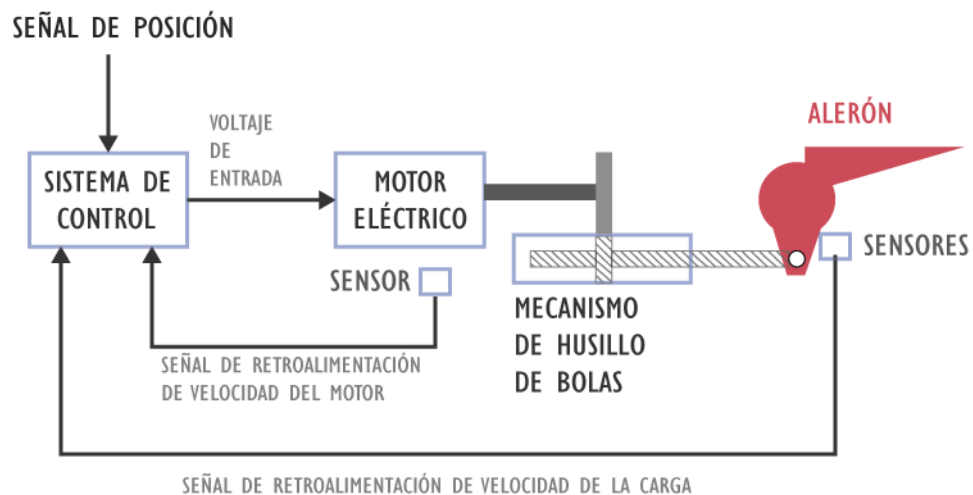 SEÑAL DE POSICIÓN
VOLTAJE
DE
ENTRADA
ALERÓN
SISTEMA DE
CONTROL
MOTOR
ELÉCTRICO
SENSORES
SENSOR
MECANISMO
DE HUSILLO
DE BOLAS
SEÑAL DE RETROALIMENTACIÓN
DE VELOCIDAD DEL MOTOR
SEÑAL DE RETROALIMENTACIÓN DE VELOCIDAD DE LA CARGA